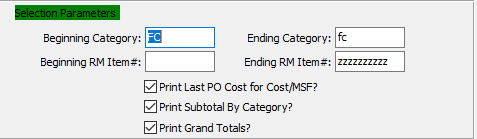 Selection Parameters
Beginning Category: FC Ending Category: fc
Beginning RM Item#: Ending RM Item#: zzzzzzzzzz
Print Last PO Cost for Cost/MSF?
Print Subtotal By Category?
Print Grand Totals?